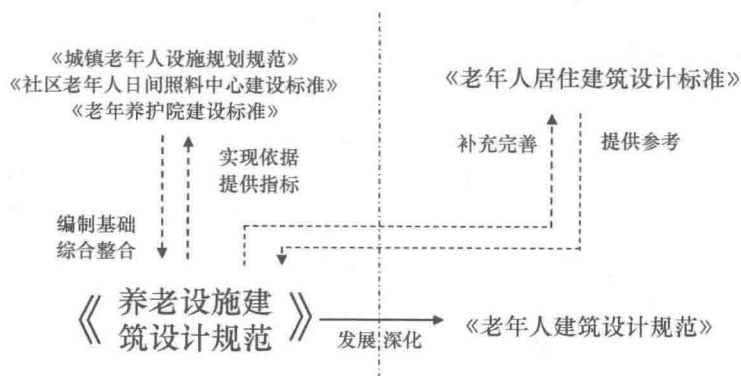 《城镇老年人设施规划规范》
《社区老年人日间照料中心建设标准》
《老年养护院建设标准》
《老年人居住建筑设计标准》
实现依据
提供指标
补充完善
提供参考
编制基础
综合整合
《养老设施建
筑设计规范》
发展深化
《老年人建筑设计规范》